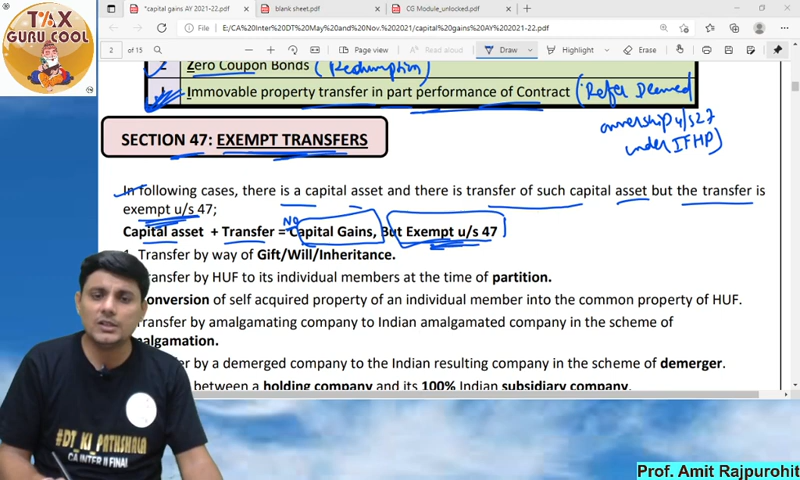 TAX
GURU COOL
*capital gains AY 2021-22.pdf
blank sheet.pdf
CG Module_unlocked.pdf
E:/CA%20Inter%20DT%20May%20and%20Nov.%202021/capital%20gains%20AY%202021-22.pdf
2 of 15 Page view Read aloud Draw Highlight Erase
Zero Coupon Bonds (Redumption)
Immovable property transfer in part performance of Contract (Refer Deemed
ownership u/s 27
under IFHP)
SECTION 47: EXEMPT TRANSFERS
In following cases, there is a capital asset and there is transfer of such capital asset but the transfer is
exempt u/s 47;
No
Capital asset + Transfer = Capital Gains, But Exempt u/s 47
1. Transfer by way of Gift/Will/Inheritance.
by HUF to its individual members at the time of partition.
of self acquired property of an individual member into the common property of HUF.
by amalgamating company to Indian amalgamated company in the scheme of
by a demerged company to the Indian resulting company in the scheme of demerger.
between a holding company and its 100% Indian subsidiary company.
#DT KI PATHSHALA
CA INTER II FINAL
Prof. Amit Rajpurohit